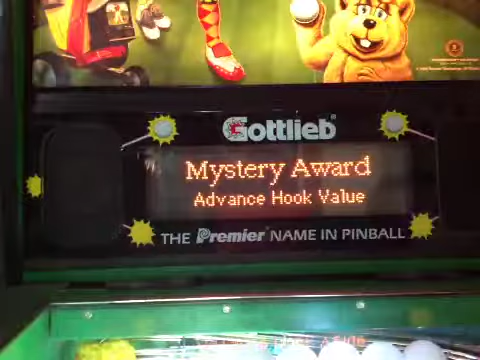 Gottlieb®
Mystery Award
Advance Hook Value
THE Premier® NAME IN PINBALL